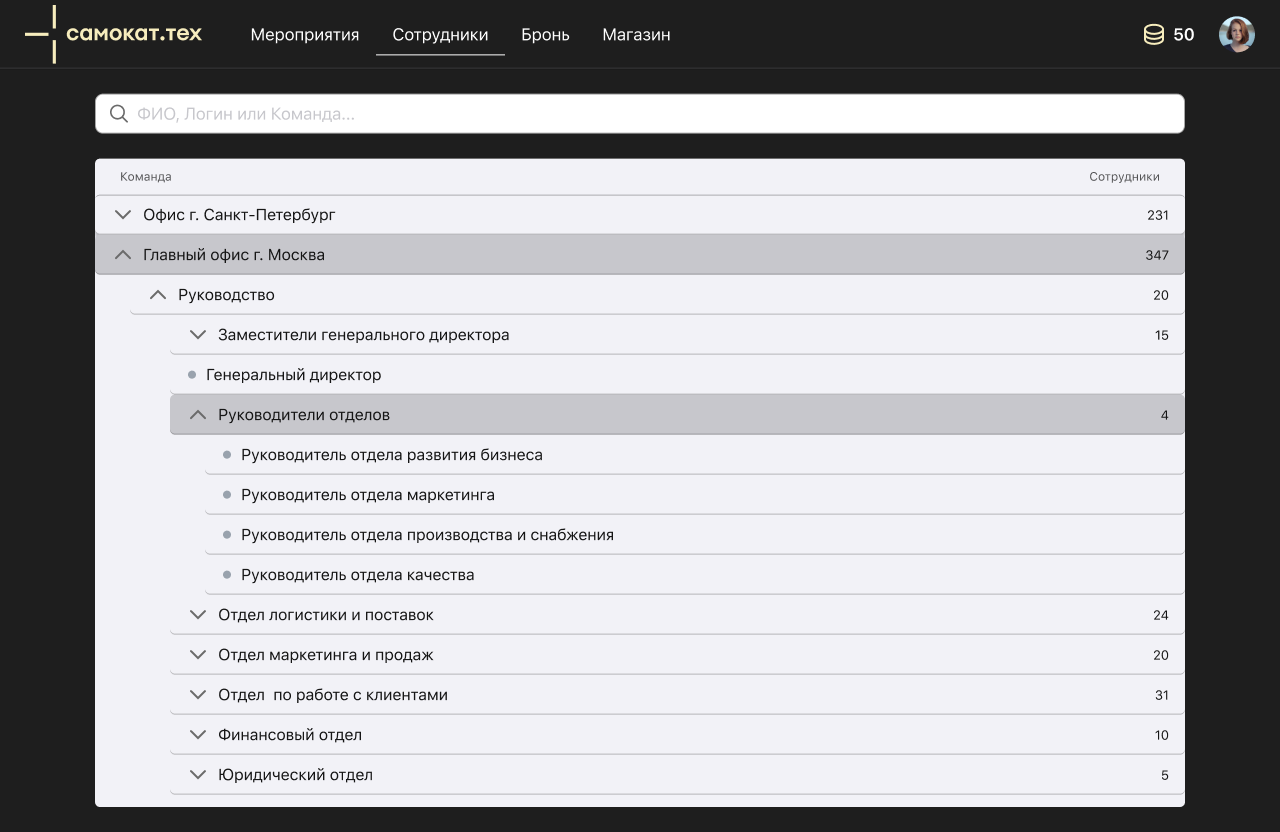 самокат.тех
Мероприятия Сотрудники Бронь Магазин 50
ФИО, Логин или Команда...
Команда Сотрудники
Офис г. Санкт-Петербург 231
Главный офис г. Москва 347
Руководство 20
Заместители генерального директора 15
Генеральный директор
Руководители отделов 4
Руководитель отдела развития бизнеса
Руководитель отдела маркетинга
Руководитель отдела производства и снабжения
Руководитель отдела качества
Отдел логистики и поставок 24
Отдел маркетинга и продаж 20
Отдел  по работе с клиентами 31
Финансовый отдел 10
Юридический отдел 5